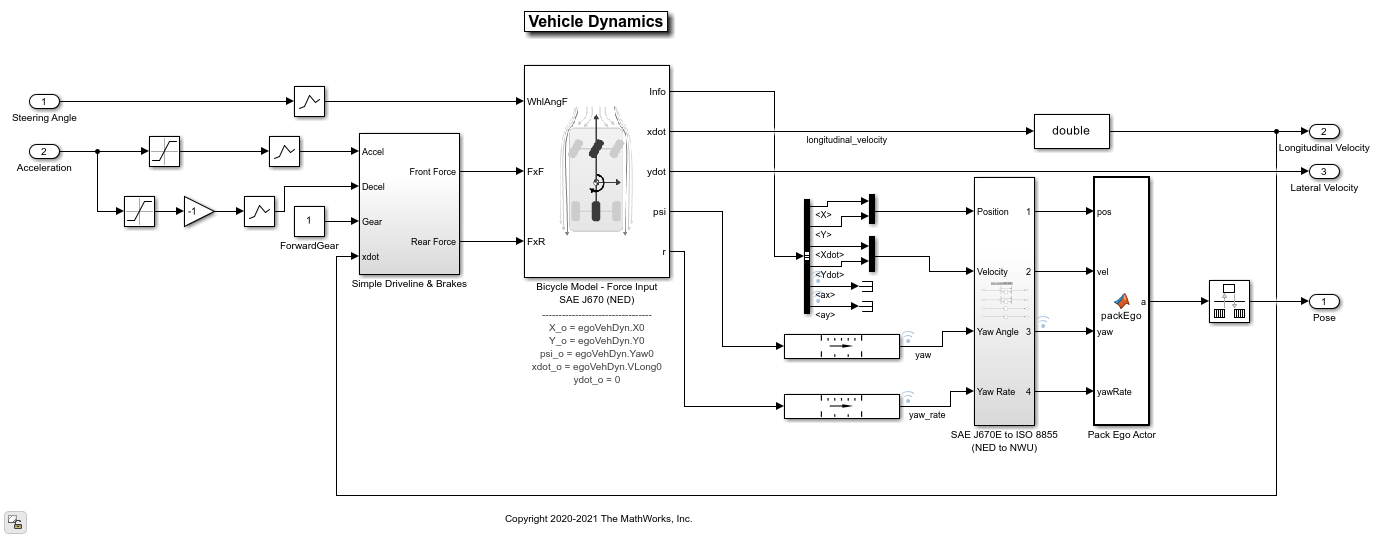 Vehicle Dynamics
1
Steering Angle
2
Acceleration
-1
1
ForwardGear
Accel
Decel
Gear
xdot
Front Force
Rear Force
Simple Driveline & Brakes
WhlAngF
FxF
FxR
Info
xdot
ydot
psi
r
Bicycle Model - Force Input
SAE J670 (NED)
--------------------------------
X_o = egoVehDyn.X0
Y_o = egoVehDyn.Y0
psi_o = egoVehDyn.Yaw0
xdot_o = egoVehDyn.VLong0
ydot_o = 0
longitudinal_velocity
double
2
Longitudinal Velocity
3
Lateral Velocity
<X>
<Y>
<Xdot>
<Ydot>
<ax>
<ay>
yaw
yaw_rate
Position
Velocity
Yaw Angle
Yaw Rate
1
2
3
4
SAE J670E to ISO 8855
(NED to NWU)
pos
vel
yaw
yawRate
packEgo
a
Pack Ego Actor
1
Pose
Copyright 2020-2021 The MathWorks, Inc.